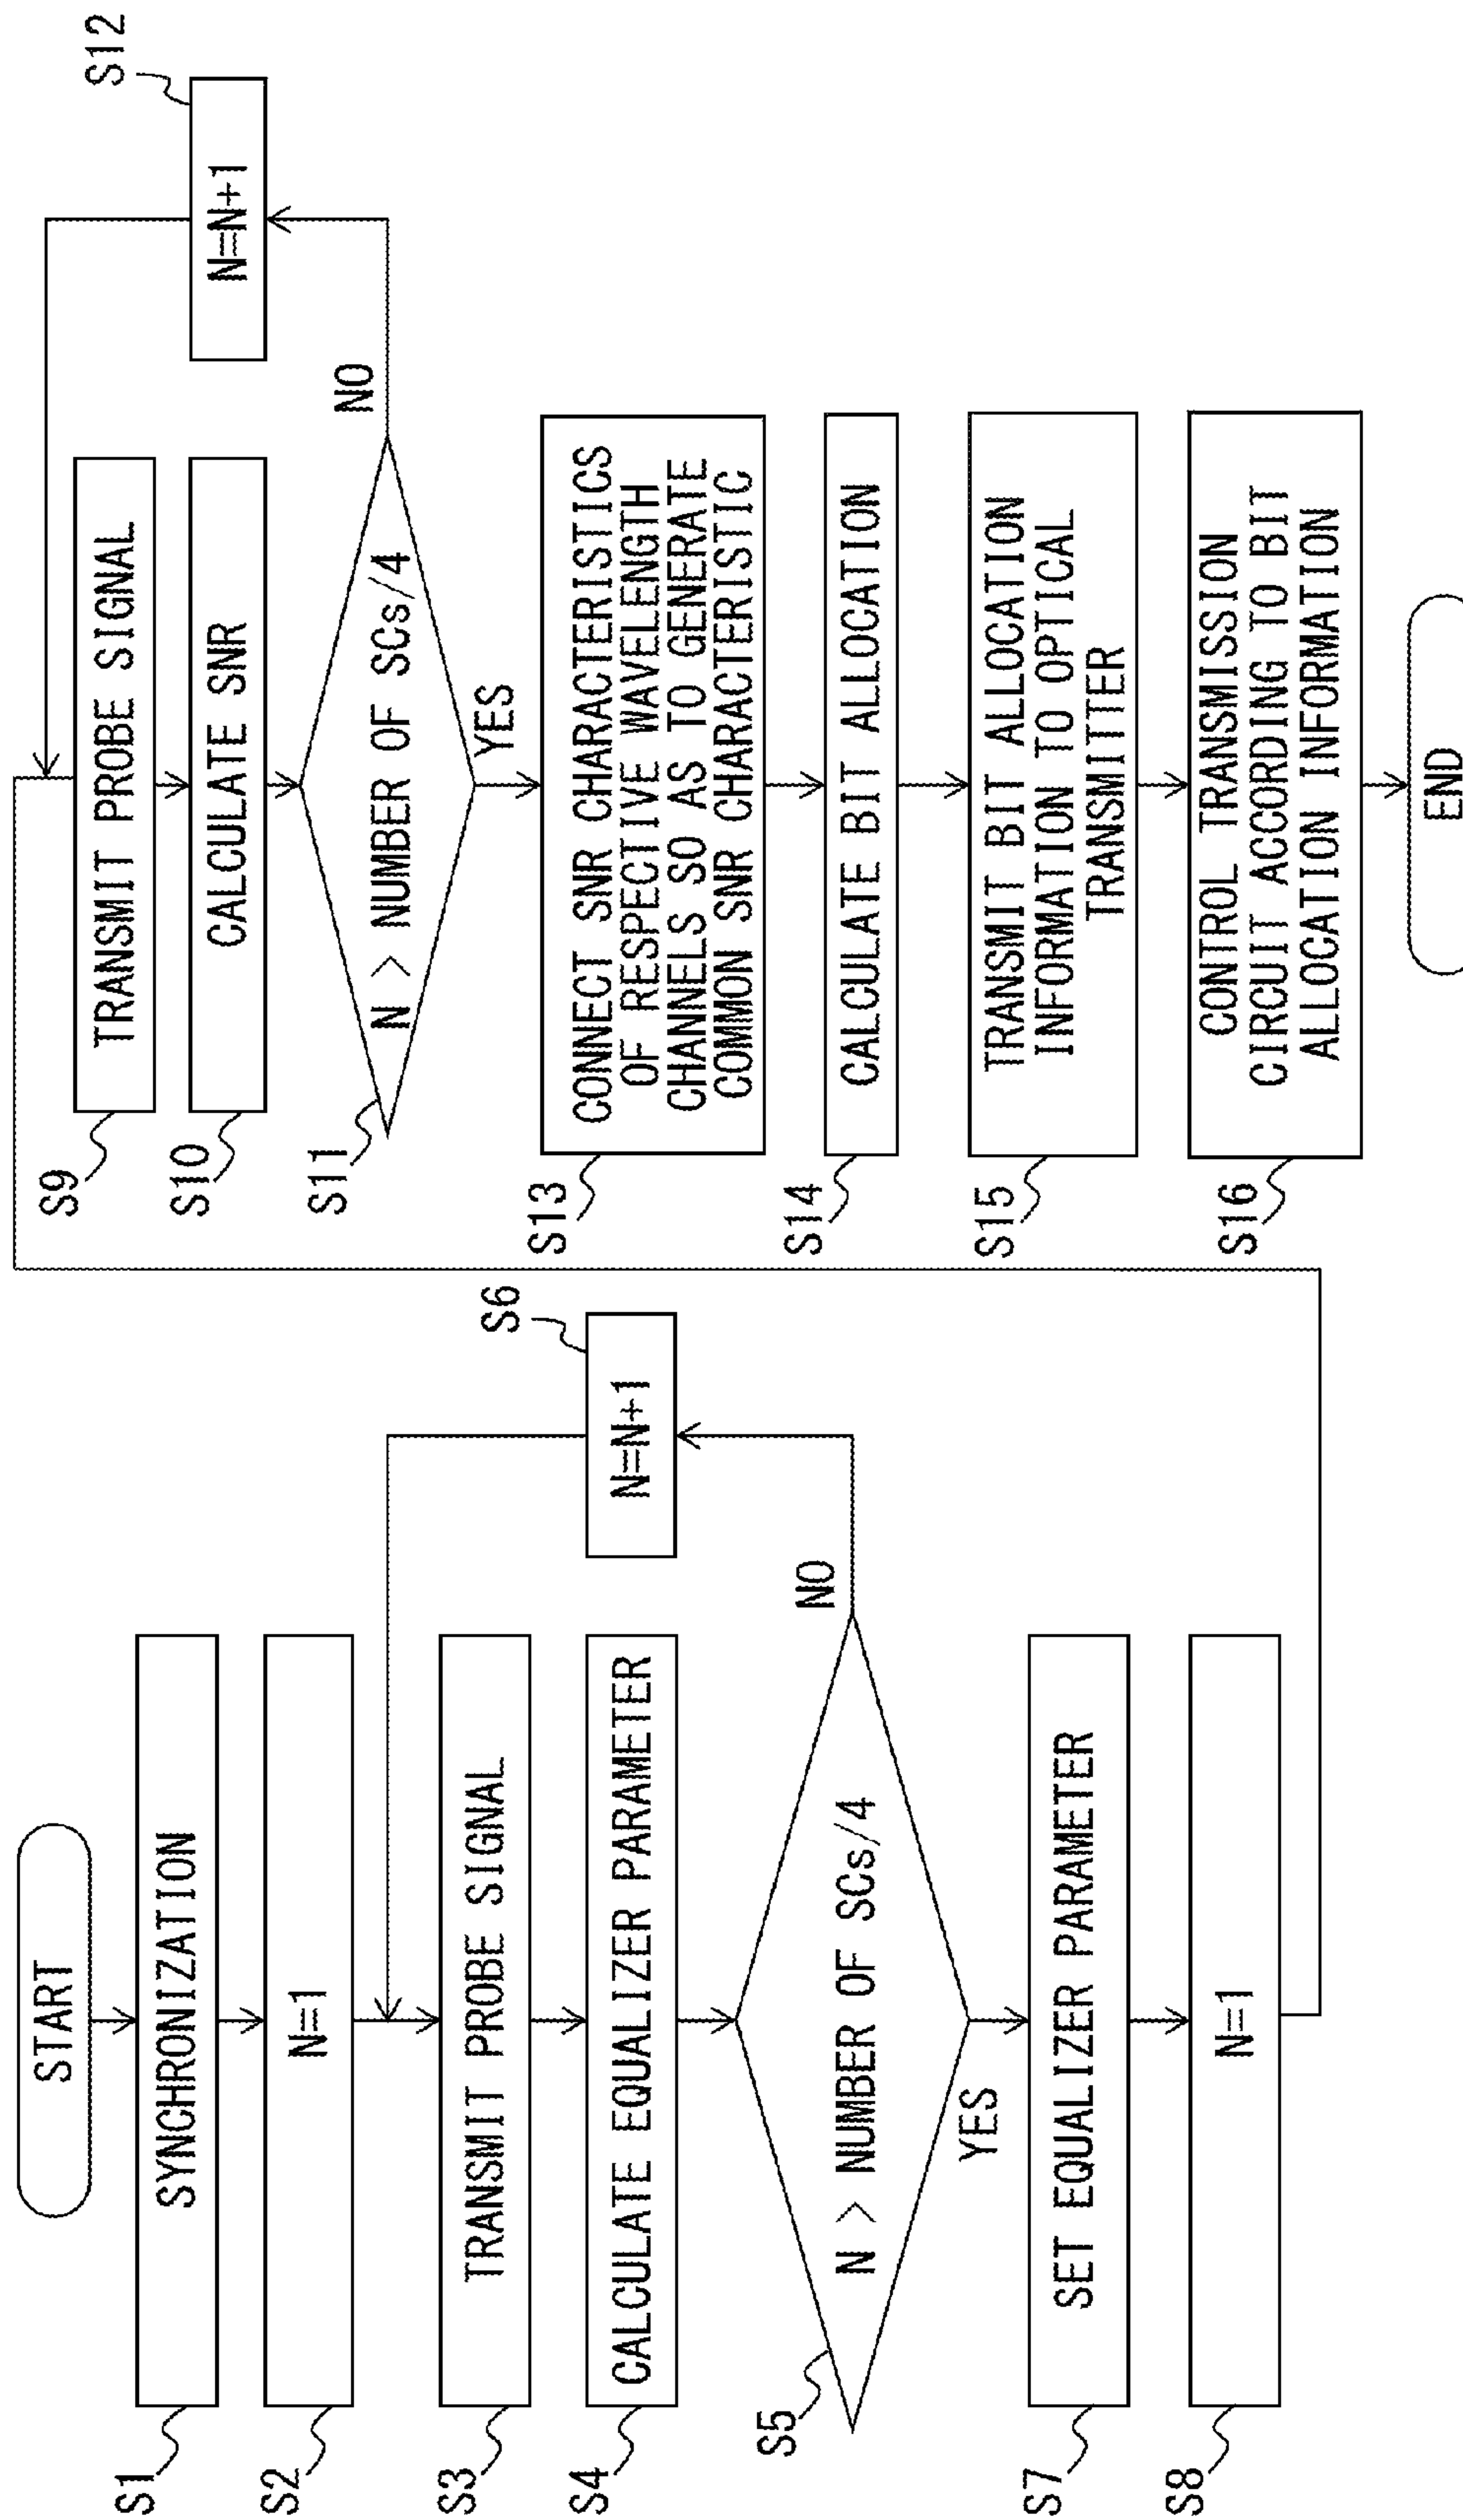 START
S1
SYNCHRONIZATION
S2
N=1
S3
TRANSMIT PROBE SIGNAL
S4
CALCULATE EQUALIZER PARAMETER
S5
N > NUMBER OF SCs/4
NO
S6
N=N+1
YES
S7
SET EQUALIZER PARAMETER
S8
N=1
S9
TRANSMIT PROBE SIGNAL
S10
CALCULATE SNR
S11
N > NUMBER OF SCs/4
NO
S12
N=N+1
YES
S13
CONNECT SNR CHARACTERISTICS
OF RESPECTIVE WAVELENGTH
CHANNELS SO AS TO GENERATE
COMMON SNR CHARACTERISTIC
S14
CALCULATE BIT ALLOCATION
S15
TRANSMIT BIT ALLOCATION
INFORMATION TO OPTICAL
TRANSMITTER
S16
CONTROL TRANSMISSION
CIRCUIT ACCORDING TO BIT
ALLOCATION INFORMATION
END